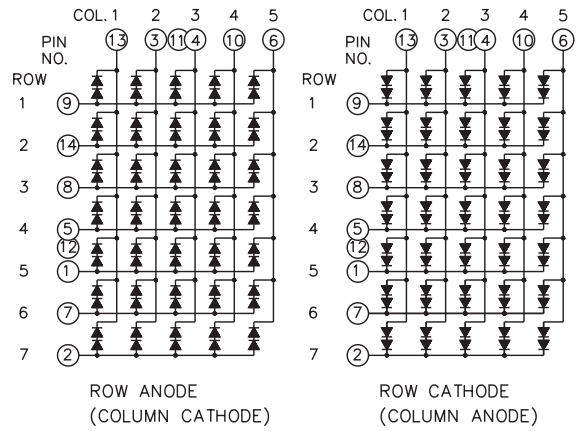 COL. 1 2 3 4 5
PIN NO. 13 3 11 4 10 6
ROW
1 9
2 14
3 8
4 5
12
5 1
6 7
7 2
ROW ANODE
(COLUMN CATHODE)
COL. 1 2 3 4 5
PIN NO. 13 3 11 4 10 6
ROW
1 9
2 14
3 8
4 5
12
5 1
6 7
7 2
ROW CATHODE
(COLUMN ANODE)